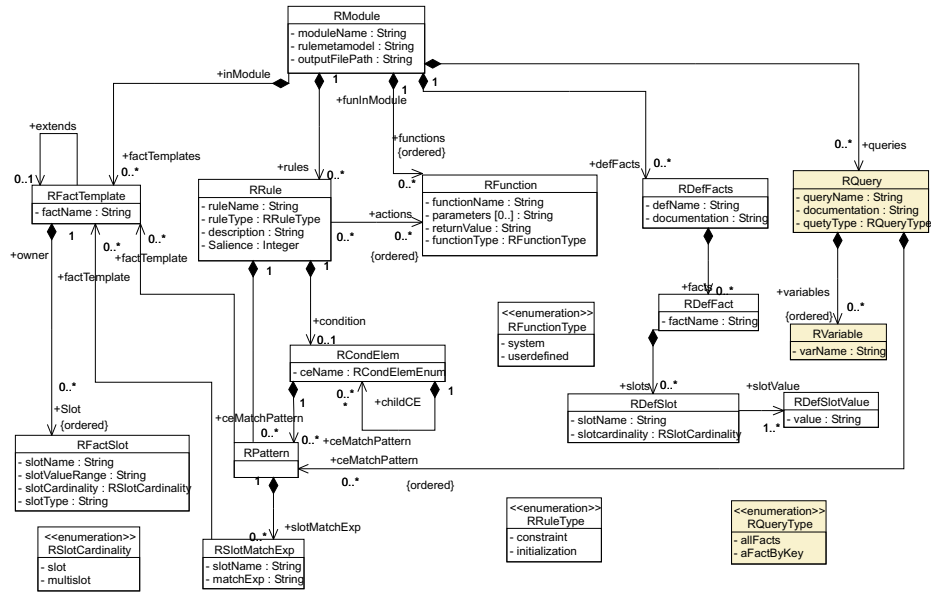 RModule
- moduleName : String
- rulemetamodel : String
- outputFilePath : String
+inModule
1
1
1
+funInModule
+extends
0..1
+factTemplates
0..*
+rules
0..*
+functions
{ordered}
0..*
+defFacts
0..*
0..*
+queries
RFactTemplate
- factName : String
RRule
- ruleName : String
- ruleType : RRuleType
- description : String
- Salience : Integer
+actions
0..*
0..*
{ordered}
RFunction
- functionName : String
- parameters [0..] : String
- returnValue : String
- functionType : RFunctionType
RDefFacts
- defName : String
- documentation : String
RQuery
- queryName : String
- documentation : String
- quetyType : RQueryType
+owner
1
0..*
+factTemplate
+factTemplate
1
1
+facts
0..*
+variables
0..*
{ordered}
+condition
0..1
<<enumeration>>
RFunctionType
- system
- userdefined
RDefFact
- factName : String
RVariable
- varName : String
RCondElem
- ceName : RCondElemEnum
1
0..*
*
+childCE
1
+slots
0..*
RDefSlot
- slotName : String
- slotcardinality : RSlotCardinality
+slotValue
1..*
RDefSlotValue
- value : String
0..*
+Slot
{ordered}
RFactSlot
- slotName : String
- slotValueRange : String
- slotCardinality : RSlotCardinality
- slotType : String
+ceMatchPattern
0..*
0..*
+ceMatchPattern
RPattern
1
+ceMatchPattern
0..*
{ordered}
+slotMatchExp
0..*
RSlotMatchExp
- slotName : String
- matchExp : String
<<enumeration>>
RSlotCardinality
- slot
- multislot
<<enumeration>>
RRuleType
- constraint
- initialization
<<enumeration>>
RQueryType
- allFacts
- aFactByKey